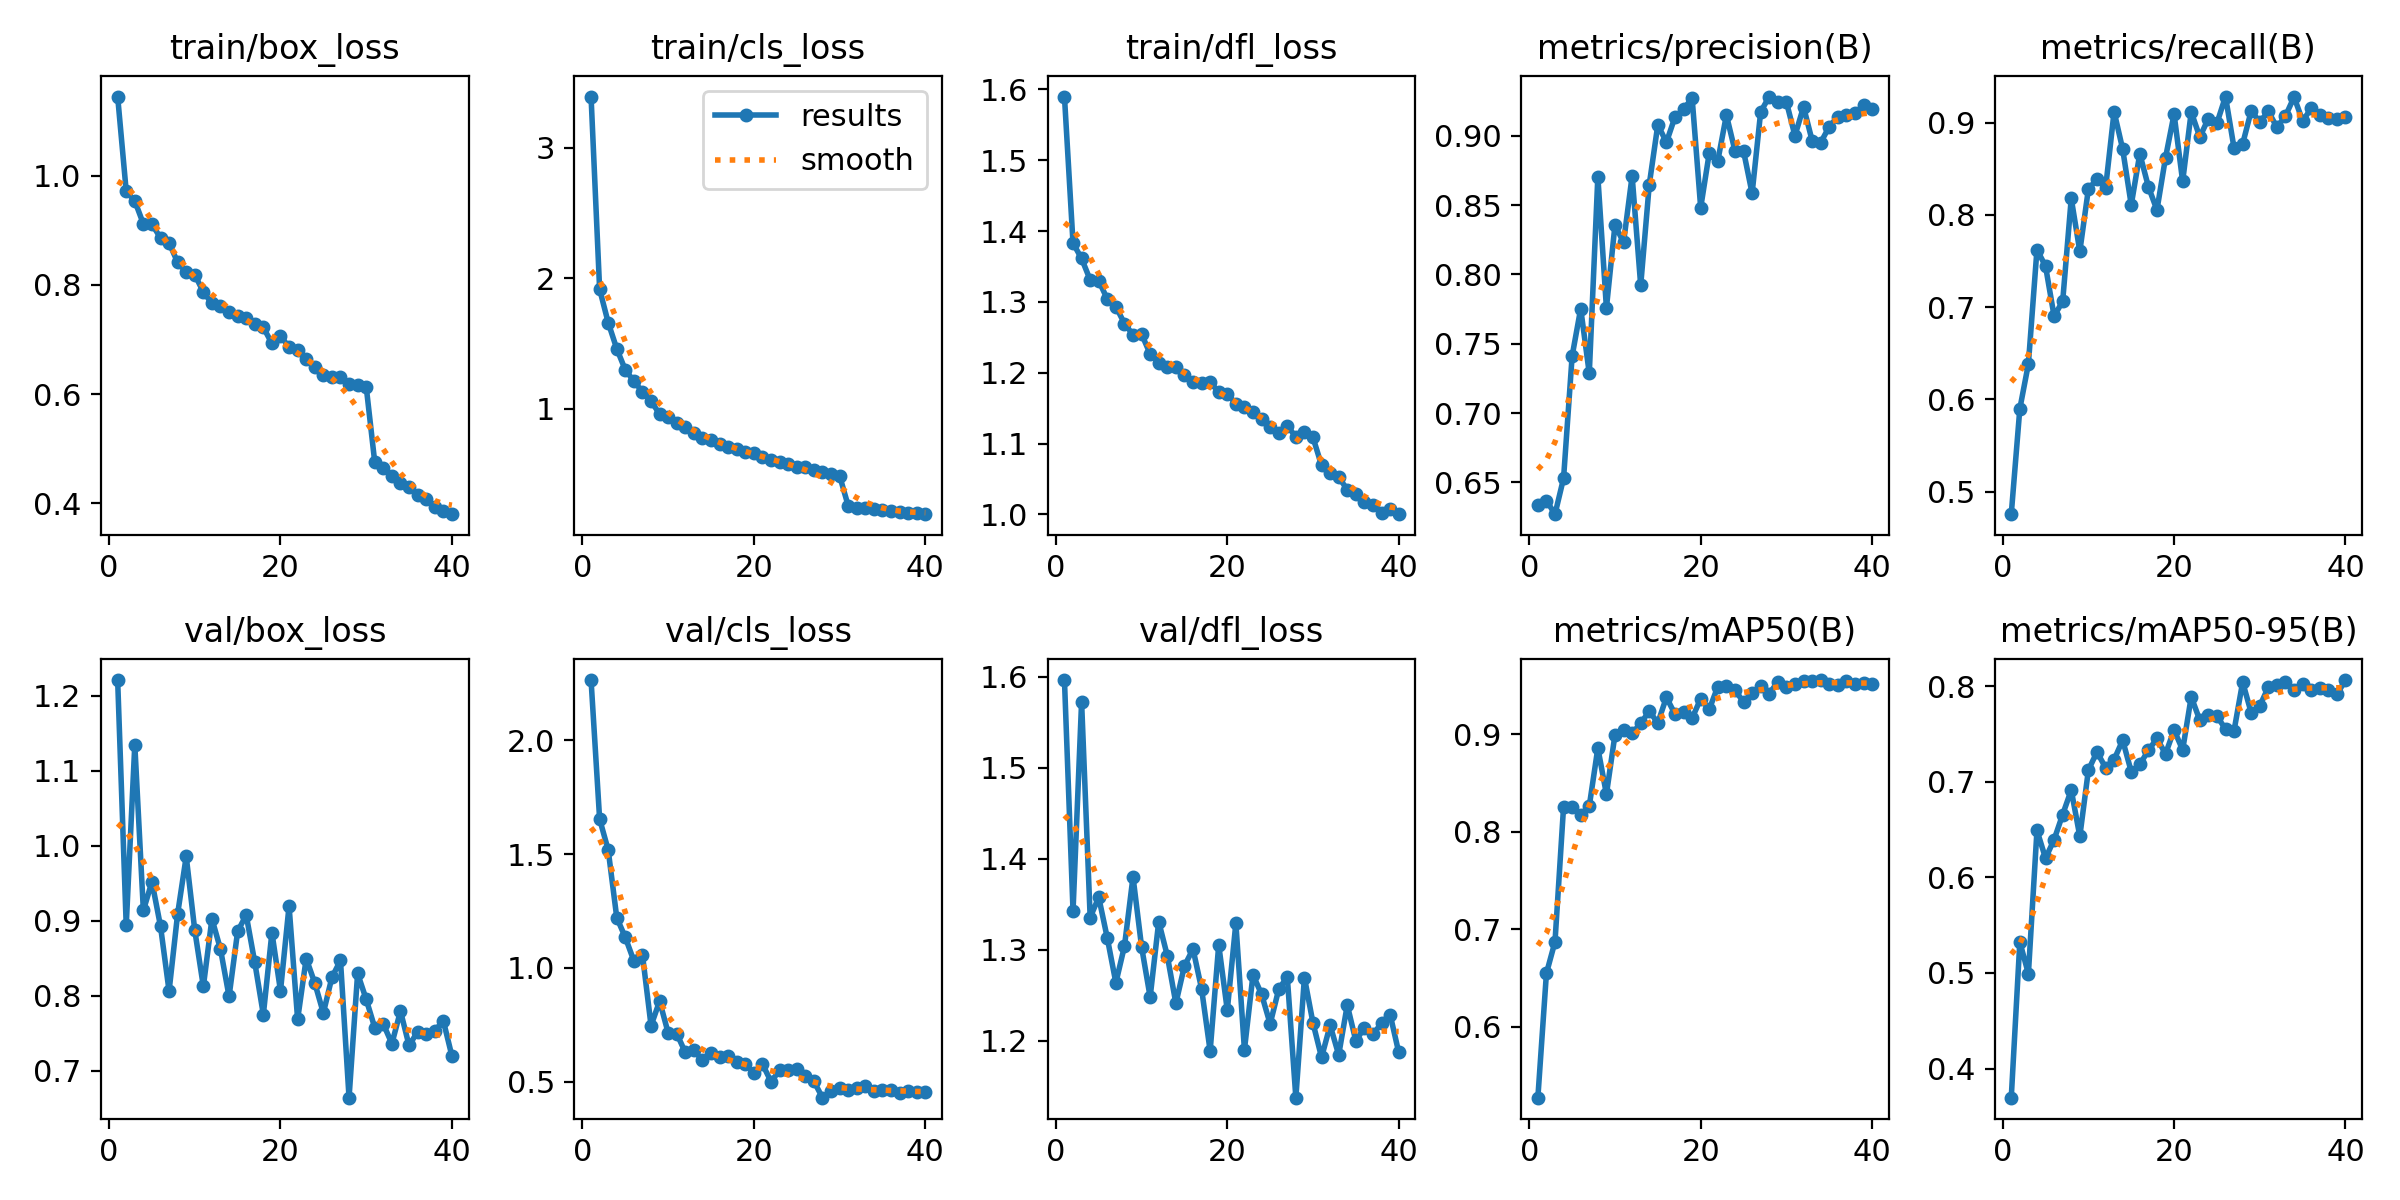 train/box_loss
1.0
0.8
0.6
0.4
0 20 40
train/cls_loss
results
smooth
3
2
1
0 20 40
train/dfl_loss
1.6
1.5
1.4
1.3
1.2
1.1
1.0
0 20 40
metrics/precision(B)
0.90
0.85
0.80
0.75
0.70
0.65
0 20 40
metrics/recall(B)
0.9
0.8
0.7
0.6
0.5
0 20 40
val/box_loss
1.2
1.1
1.0
0.9
0.8
0.7
0 20 40
val/cls_loss
2.0
1.5
1.0
0.5
0 20 40
val/dfl_loss
1.6
1.5
1.4
1.3
1.2
0 20 40
metrics/mAP50(B)
0.9
0.8
0.7
0.6
0 20 40
metrics/mAP50-95(B)
0.8
0.7
0.6
0.5
0.4
0 20 40